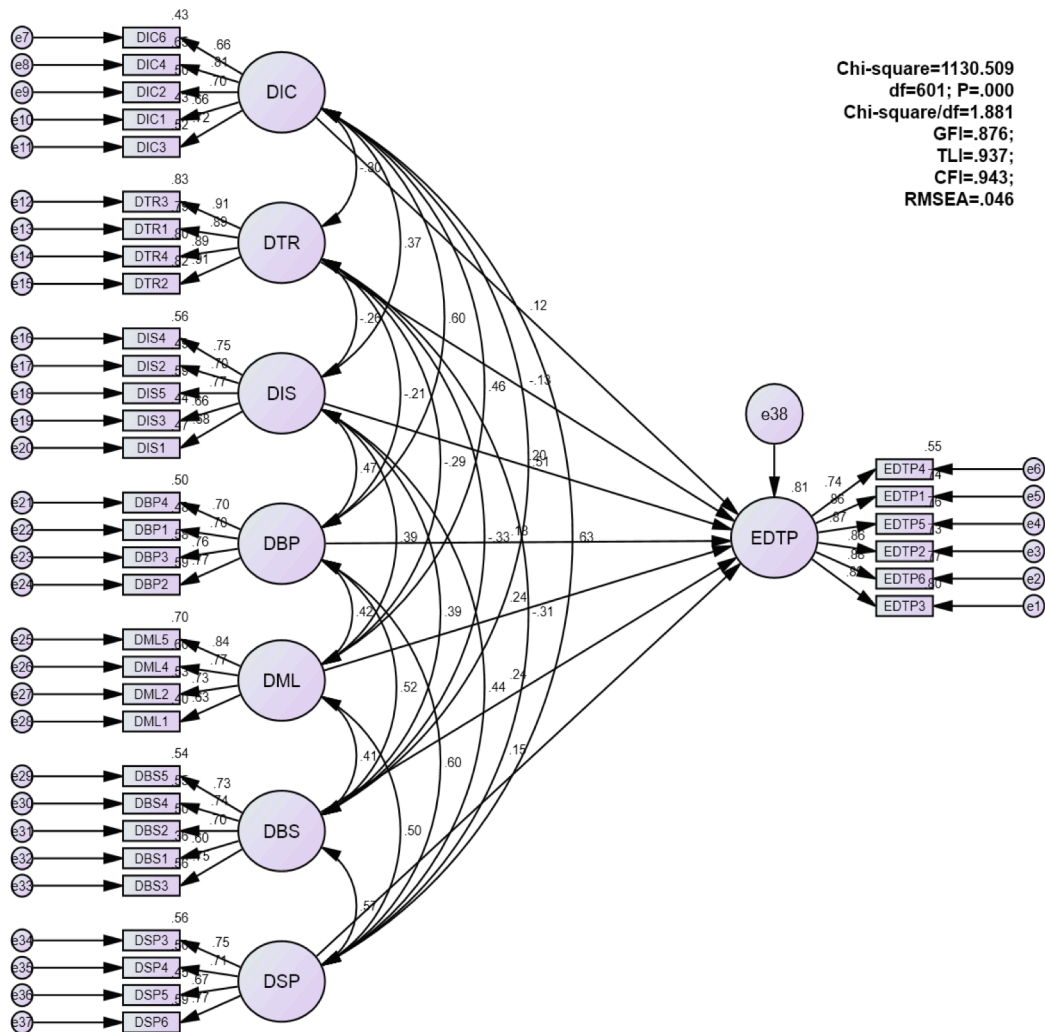 .43
e7 DIC6 .66
e8 DIC4 .81
e9 DIC2 .70
e10 DIC1 .66
e11 DIC3
DIC
Chi-square=1130.509
df=601; P=.000
Chi-square/df=1.881
GFI=.876;
TLI=.937;
CFI=.943;
RMSEA=.046
-.30
.83
e12 DTR3 .91
e13 DTR1 .89
e14 DTR4 .89
e15 DTR2 .91
DTR
.37
.12
-.26
.60
.56
e16 DIS4 .75
e17 DIS2 .70
e18 DIS5 .77
e19 DIS3 .66
e20 DIS1
DIS
-.21
.46
-.13
e38
.47
-.29
.20
.51
.50
e21 DBP4 .70
e22 DBP1 .70
e23 DBP3 .76
e24 DBP2 .77
DBP
.39
-.33
.18
.63
.81
EDTP
.55
.74 EDTP4 e6
.86 EDTP1 e5
.87 EDTP5 e4
.86 EDTP2 e3
.88 EDTP6 e2
EDTP3 e1
.42
.39
.24
-.31
.70
e25 DML5 .84
e26 DML4 .77
e27 DML2 .73
e28 DML1 .63
DML
.52
.44
.24
.41
.60
.15
.54
e29 DBS5 .73
e30 DBS4 .74
e31 DBS2 .70
e32 DBS1 .60
e33 DBS3 .75
DBS
.50
.57
.56
e34 DSP3 .75
e35 DSP4 .71
e36 DSP5 .67
e37 DSP6 .77
DSP